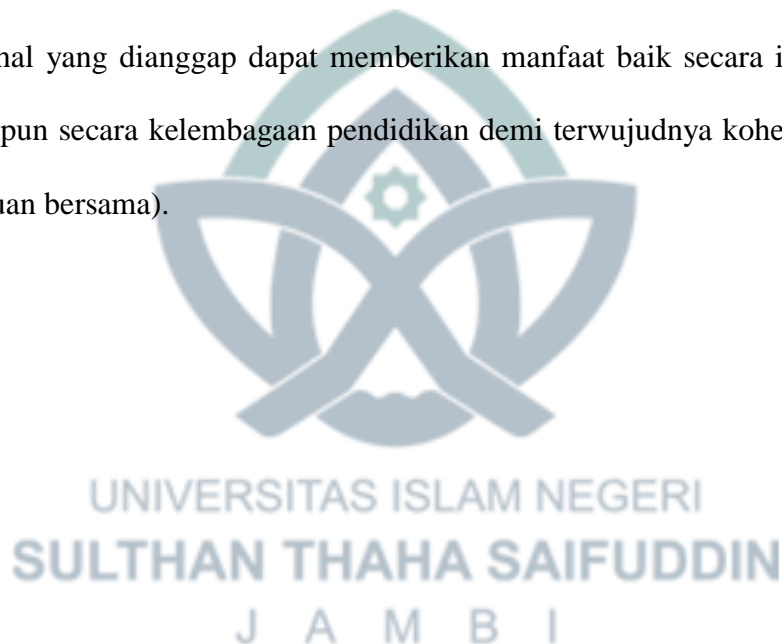 nal yang dianggap dapat memberikan manfaat baik secara i
pun secara kelembagaan pendidikan demi terwujudnya kohe
uan bersama).
UNIVERSITAS ISLAM NEGERI
SULTHAN THAHA SAIFUDDIN
J A M B I